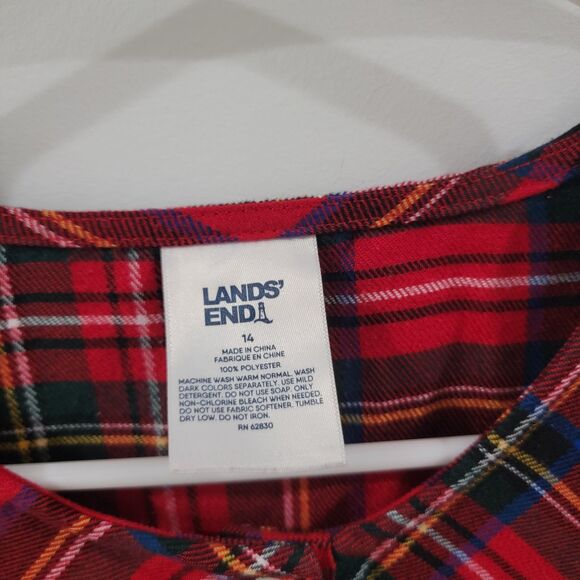 LANDS'
END
14
MADE IN CHINA
FABRIQUE EN CHINE
100% POLYESTER
MACHINE WASH WARM NORMAL. WASH
DARK COLORS SEPARATELY. USE MILD
DETERGENT. DO NOT USE SOAP. ONLY
NON-CHLORINE BLEACH WHEN NEEDED.
DO NOT USE FABRIC SOFTENER. TUMBLE
DRY LOW. DO NOT IRON.
RN 62830